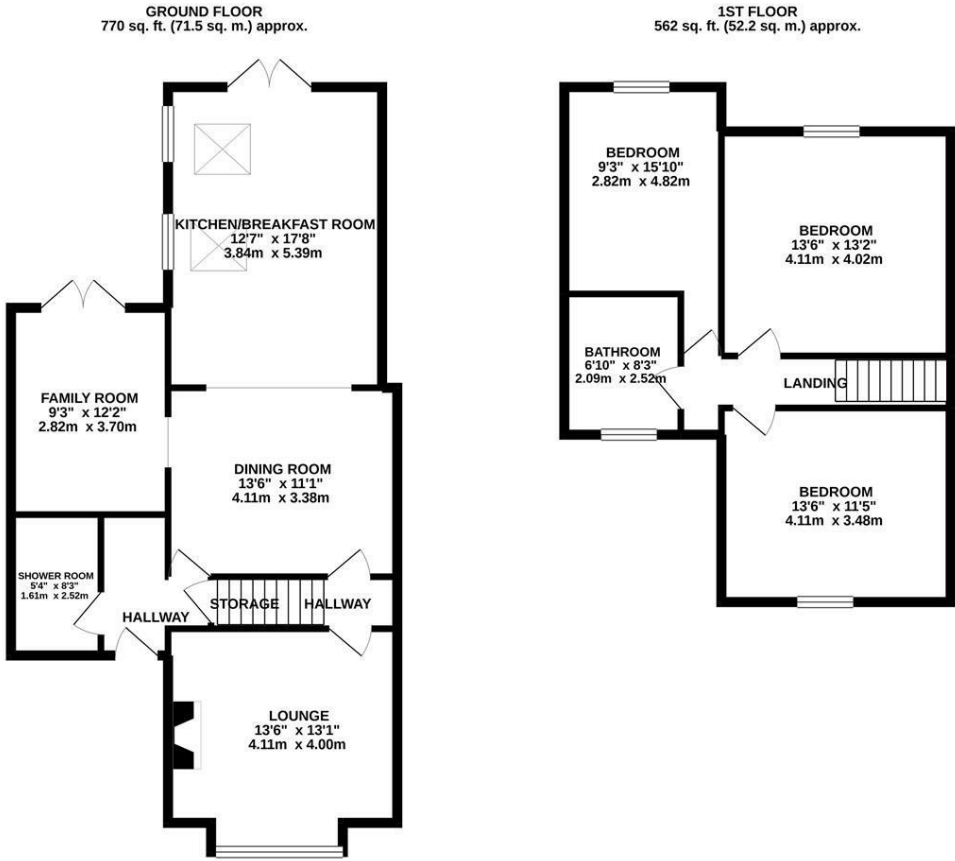 GROUND FLOOR
770 sq. ft. (71.5 sq. m.) approx.
KITCHEN/BREAKFAST ROOM
12'7" x 17'8"
3.84m x 5.39m
FAMILY ROOM
9'3" x 12'2"
2.82m x 3.70m
DINING ROOM
13'6" x 11'1"
4.11m x 3.38m
SHOWER ROOM
5'4" x 8'3"
1.61m x 2.52m
HALLWAY
STORAGE
HALLWAY
LOUNGE
13'6" x 13'1"
4.11m x 4.00m
1ST FLOOR
562 sq. ft. (52.2 sq. m.) approx.
BEDROOM
9'3" x 15'10"
2.82m x 4.82m
BEDROOM
13'6" x 13'2"
4.11m x 4.02m
BATHROOM
6'10" x 8'3"
2.09m x 2.52m
LANDING
BEDROOM
13'6" x 11'5"
4.11m x 3.48m